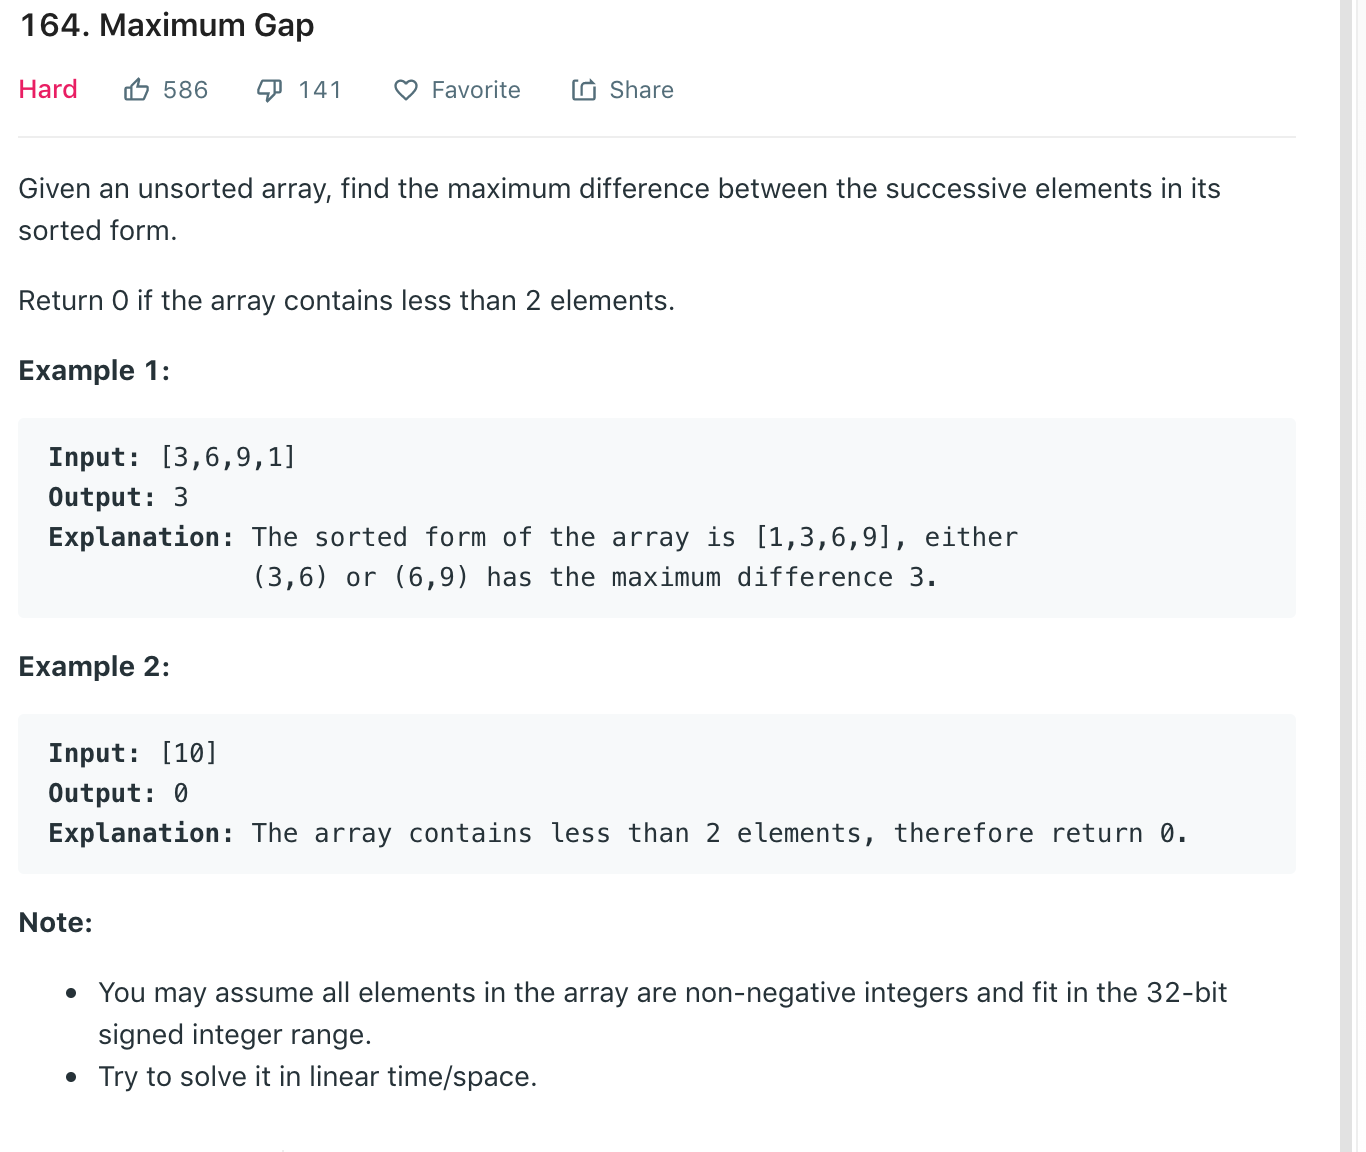 164. Maximum Gap
Hard 586 141 Favorite Share
Given an unsorted array, find the maximum difference between the successive elements in its
sorted form.
Return 0 if the array contains less than 2 elements.
Example 1:
Input: [3,6,9,1]
Output: 3
Explanation: The sorted form of the array is [1,3,6,9], either
(3,6) or (6,9) has the maximum difference 3.
Example 2:
Input: [10]
Output: 0
Explanation: The array contains less than 2 elements, therefore return 0.
Note:
• You may assume all elements in the array are non-negative integers and fit in the 32-bit
signed integer range.
• Try to solve it in linear time/space.